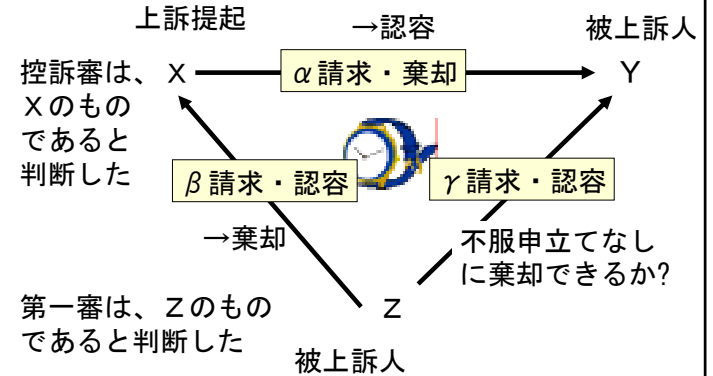 上訴提起
→認容
被上訴人
控訴審は、
Xのもの
であると
判断した
X
α請求・棄却
Y
β請求・認容
γ請求・認容
→棄却
不服申立てなし
に棄却できるか?
第一審は、Zのもの
であると判断した
Z
被上訴人